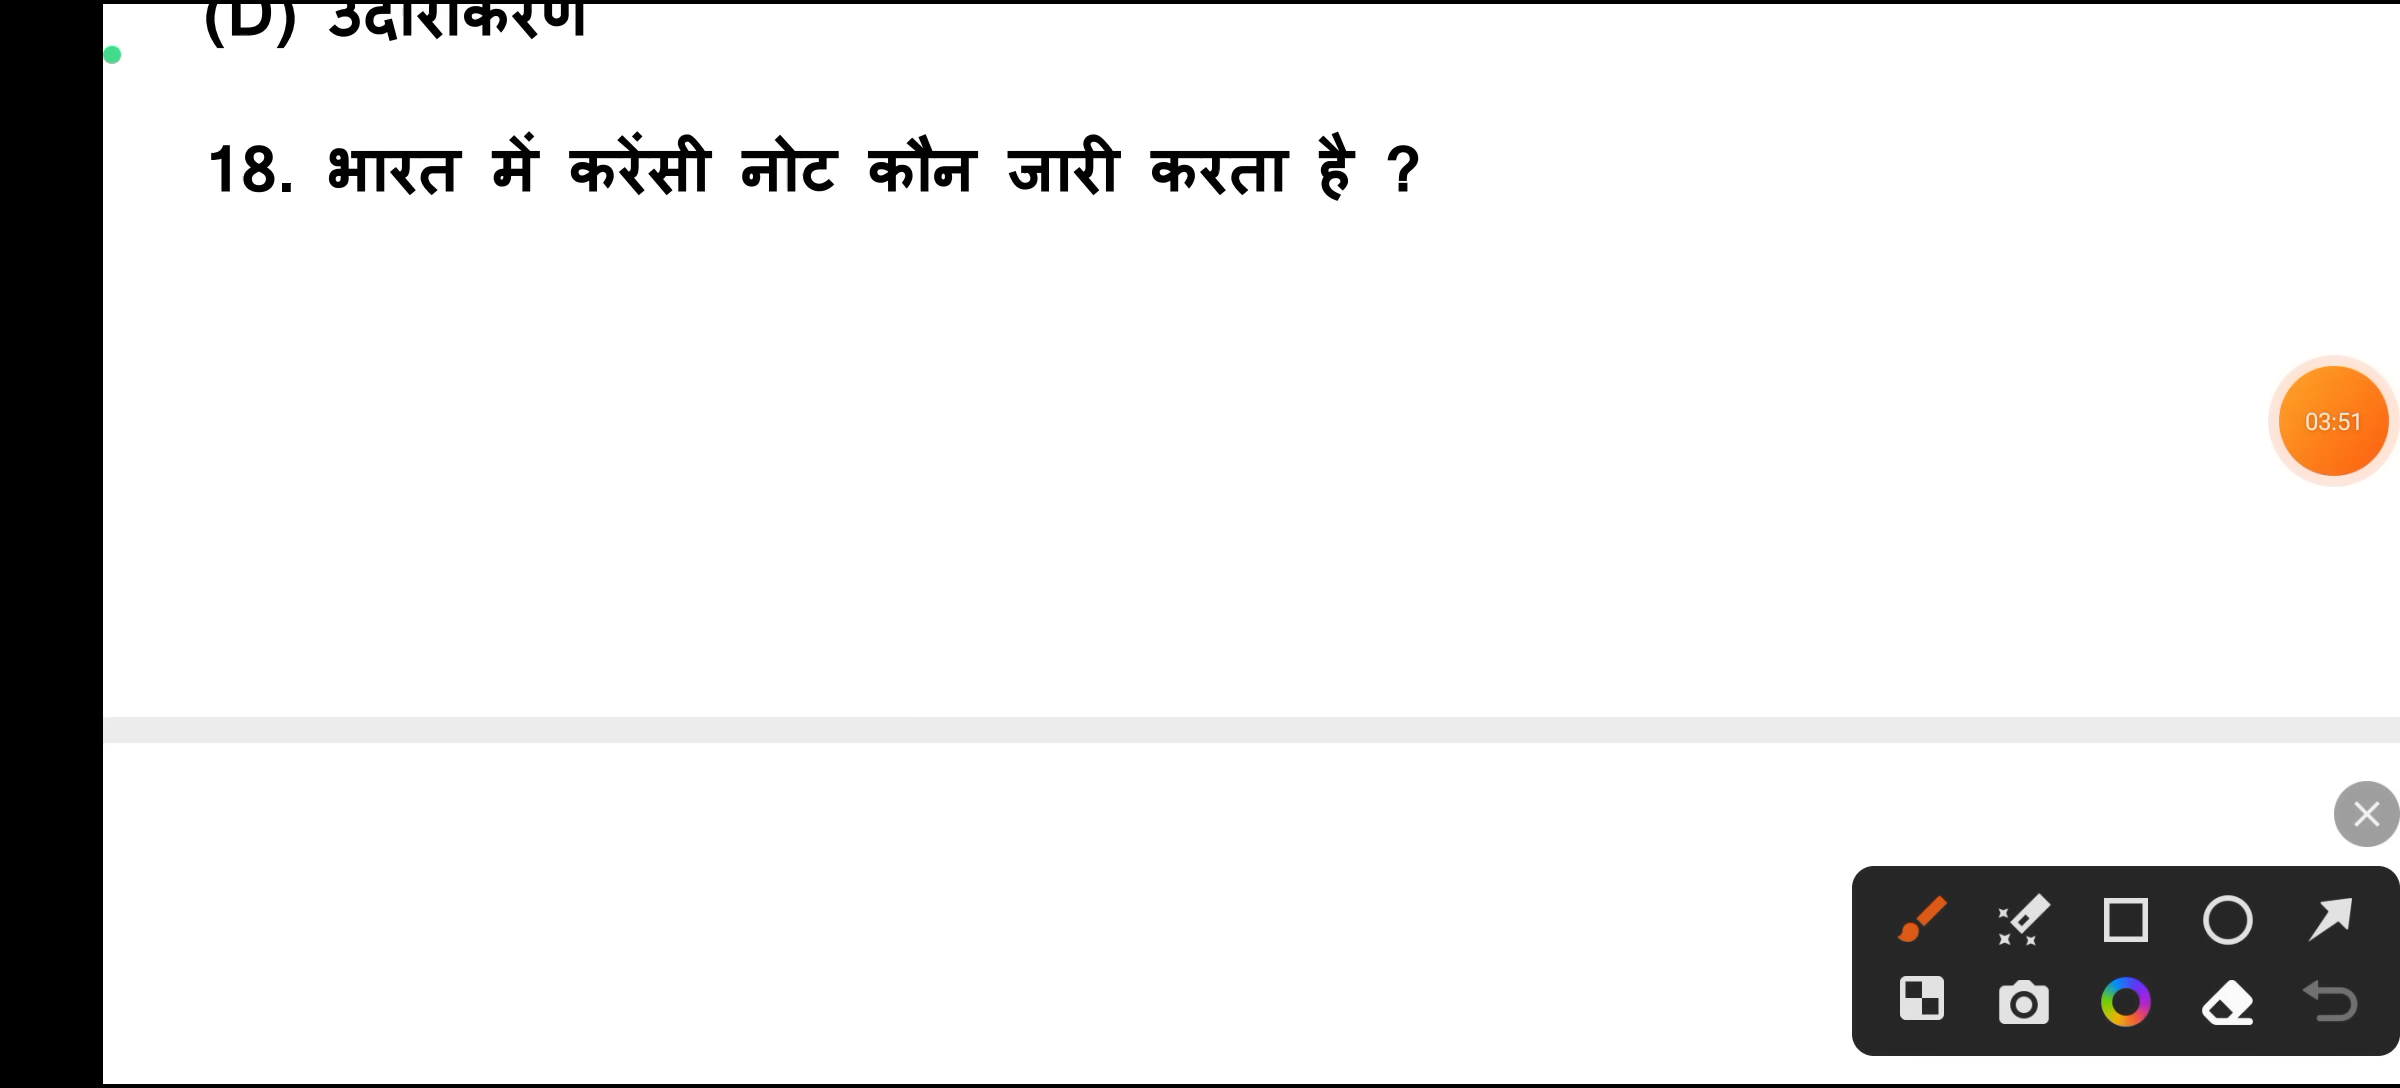 (D) उदारीकरण
18. भारत में करेंसी नोट कौन जारी करता है ?
03:51